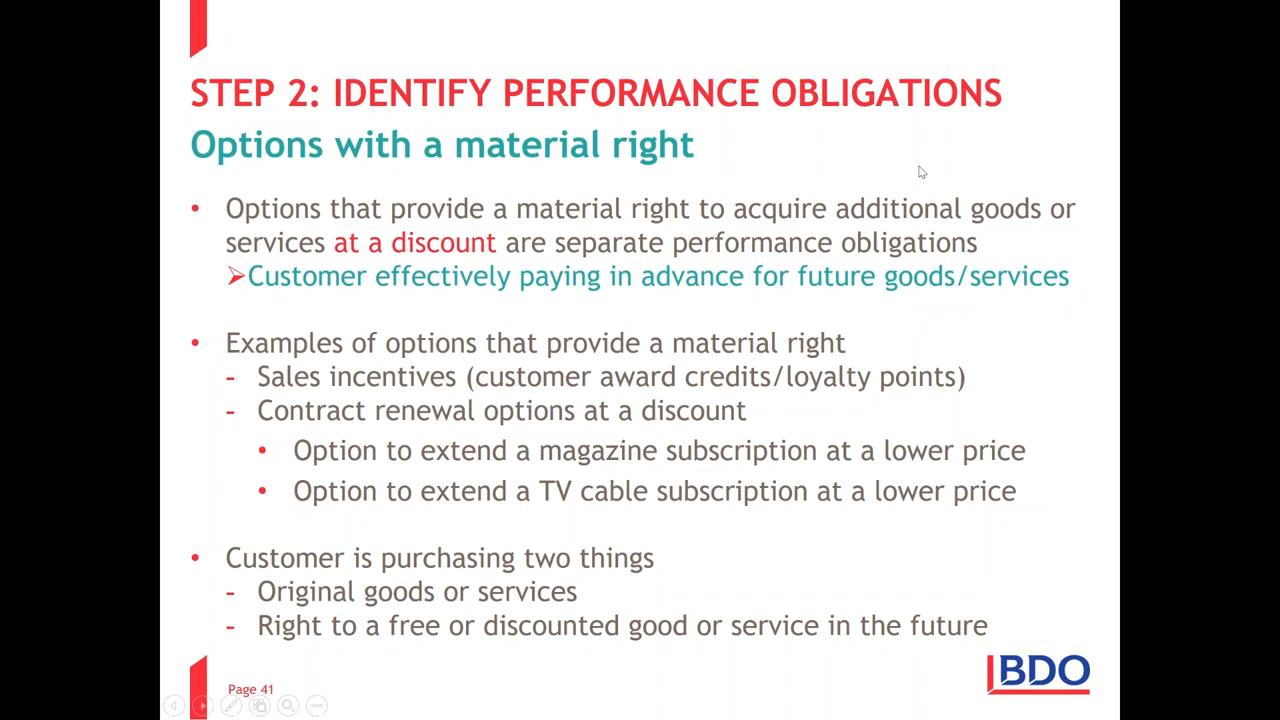 STEP 2: IDENTIFY PERFORMANCE OBLIGATIONS
Options with a material right
• Options that provide a material right to acquire additional goods or
services at a discount are separate performance obligations
➢Customer effectively paying in advance for future goods/services
• Examples of options that provide a material right
- Sales incentives (customer award credits/loyalty points)
- Contract renewal options at a discount
• Option to extend a magazine subscription at a lower price
• Option to extend a TV cable subscription at a lower price
• Customer is purchasing two things
- Original goods or services
- Right to a free or discounted good or service in the future
Page 41
BDO